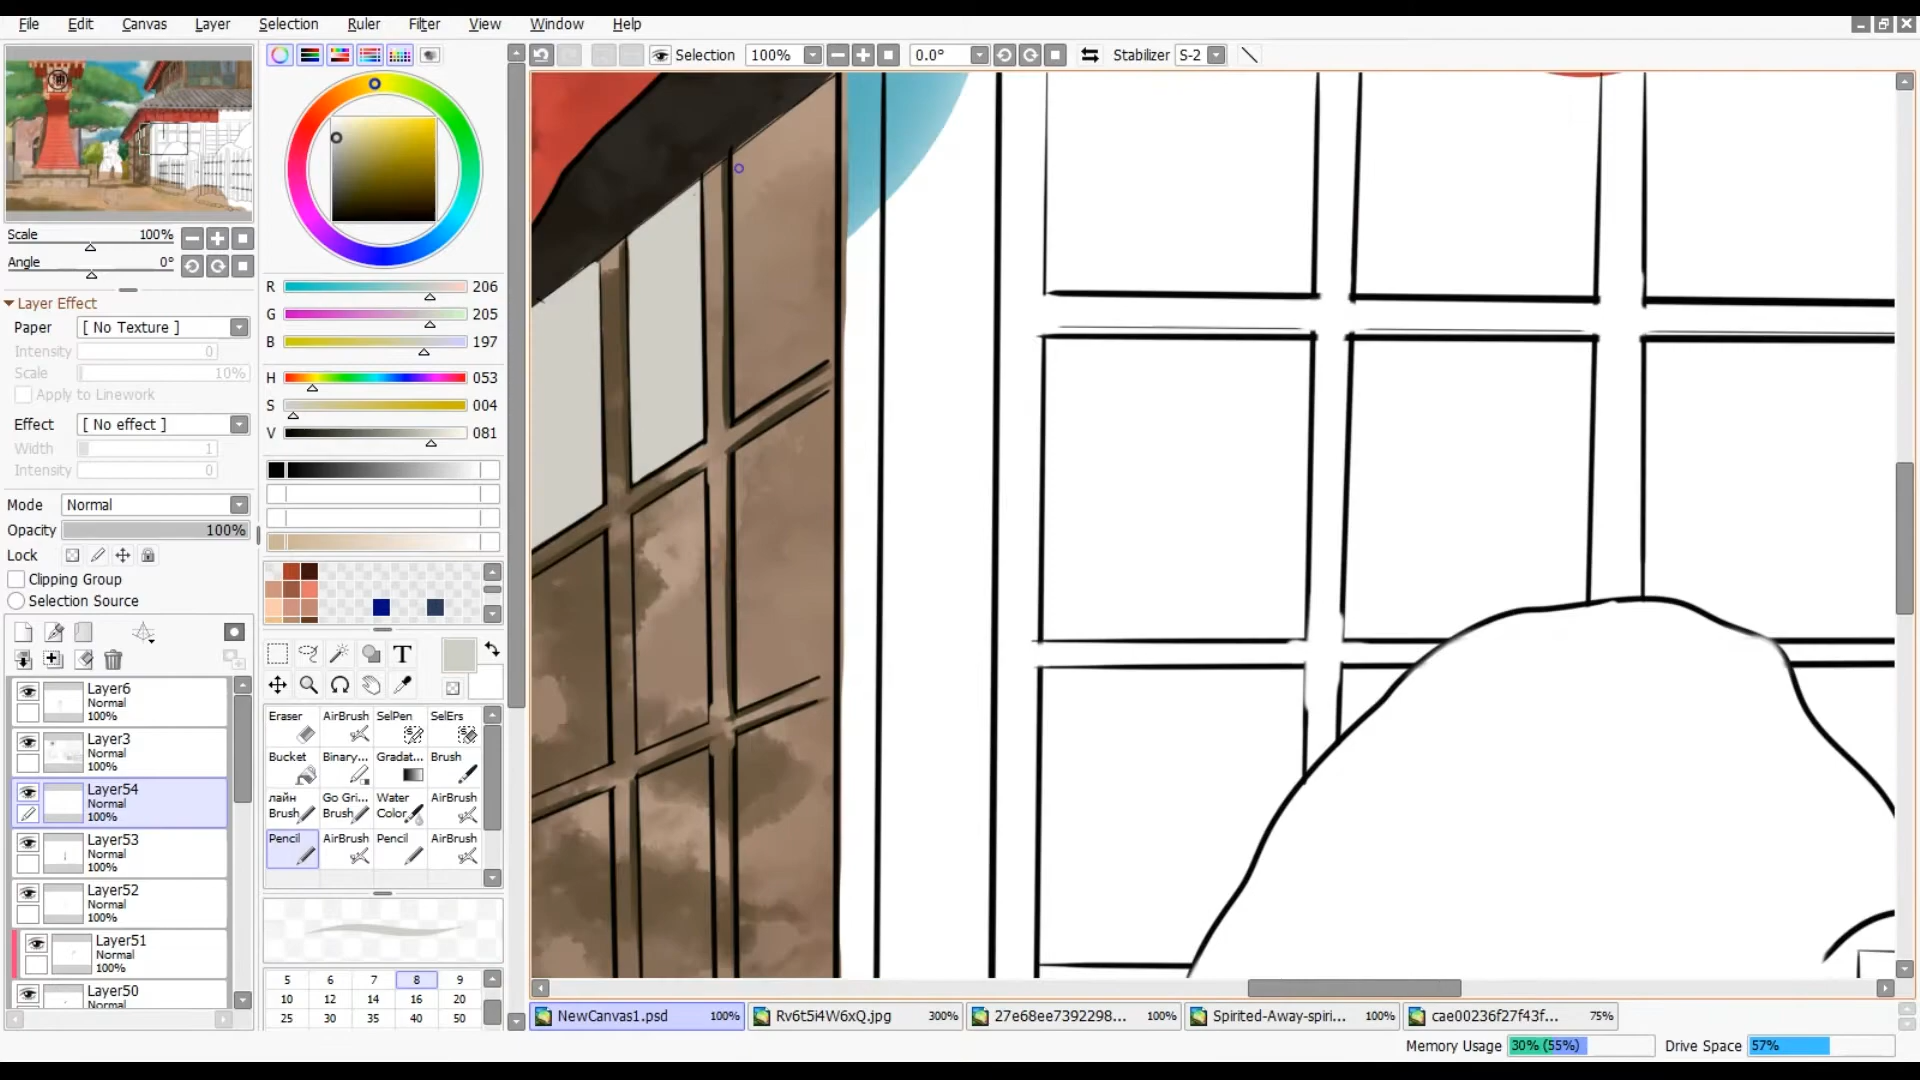 File Edit Canvas Layer Selection Ruler Filter View Window Help
Selection 100% 0.0° Stabilizer S-2
Scale 100%
Angle 0°
Layer Effect
Paper [ No Texture ]
Intensity 0
Scale 10%
Apply to Linework
Effect [ No effect ]
Width 1
Intensity 0
Mode Normal
Opacity 100%
Lock
Clipping Group
Selection Source
Layer6
Normal
100%
Layer3
Normal
100%
Layer54
Normal
100%
Layer53
Normal
100%
Layer52
Normal
100%
Layer51
Normal
100%
Layer50
Normal
R 206
G 205
B 197
H 053
S 004
V 081
T
Eraser AirBrush SelPen SelErs
Bucket Binary... Gradat... Brush
лайн Go Gri... Water AirBrush
Brush Brush Color
Pencil AirBrush Pencil AirBrush
5 6 7 8 9
10 12 14 16 20
25 30 35 40 50
NewCanvas1.psd 100% Rv6t5i4W6xQ.jpg 300% 27e68ee7392298... 100% Spirited-Away-spiri... 100% cae00236f27f43f... 75%
Memory Usage 30% (55%) Drive Space 57%